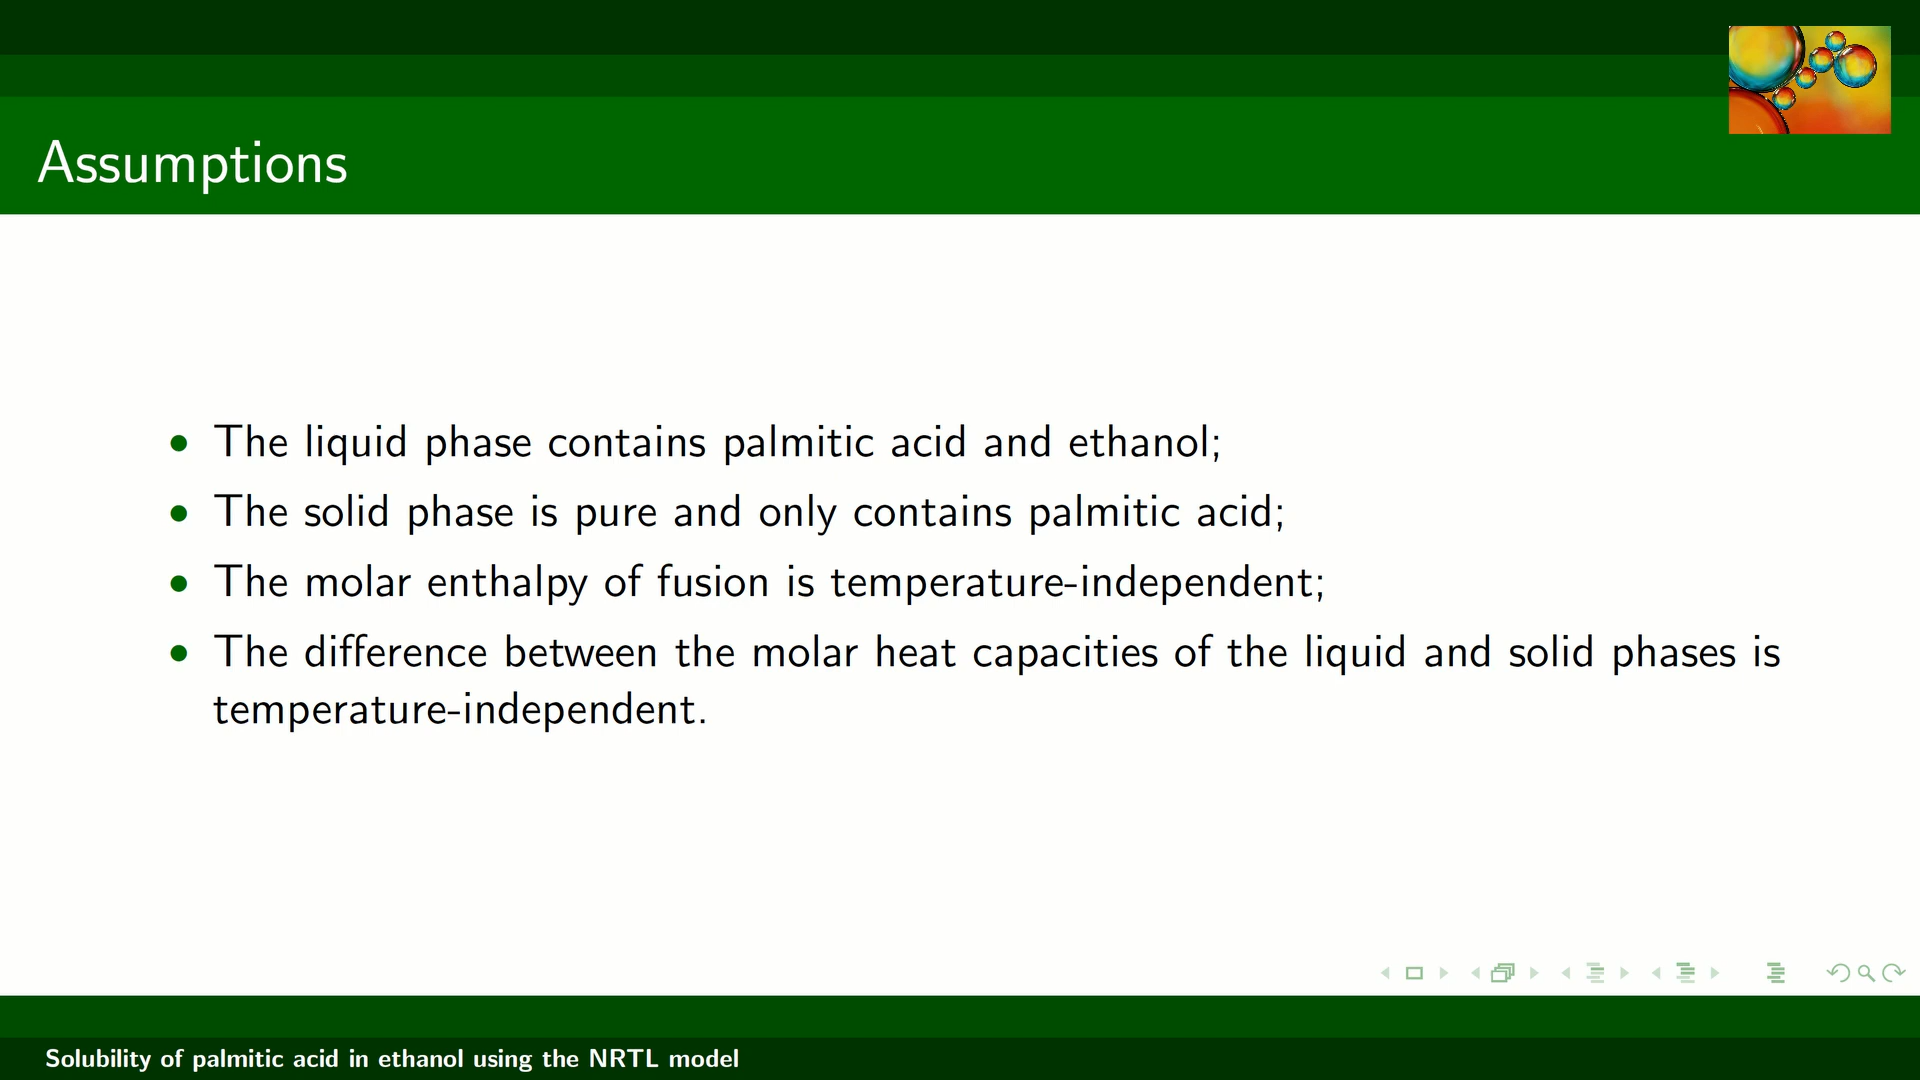 Assumptions
• The liquid phase contains palmitic acid and ethanol;
• The solid phase is pure and only contains palmitic acid;
• The molar enthalpy of fusion is temperature-independent;
• The difference between the molar heat capacities of the liquid and solid phases is
temperature-independent.
Solubility of palmitic acid in ethanol using the NRTL model